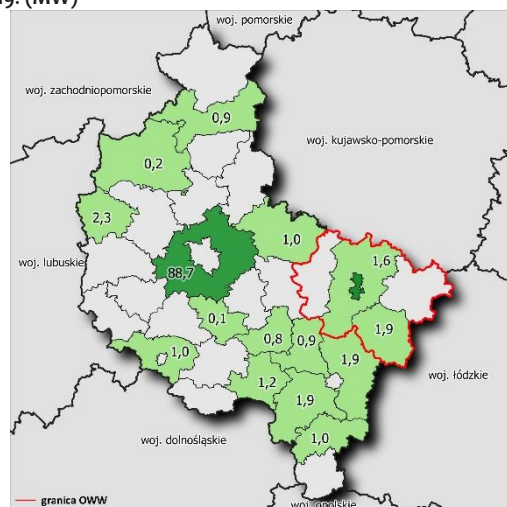 woj. pomorskie
woj. zachodniopomorskie
0,9
woj. kujawsko-pomorskie
0,2
2,3
1,0
woj. lubuskie
88,7
1,6
0,1
0,8
0,9
1,9
1,0
1,9
woj. łódzkie
1,2
1,9
woj. dolnośląskie
1,0
granica OWW
woj. opolskie